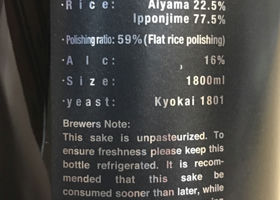 Rice: Aiyama 22.5%
Ipponjime 77.5%
・Polishing ratio: 59% (Flat rice polishing)
・Alc: , 16%
・Size: 1800ml
・yeast: Kyokai 1801
Brewers Note:
This sake is unpasteurized. To
ensure freshness please keep this
bottle refrigerated. It is recom-
mended that this sake be
consumed sooner than later, while